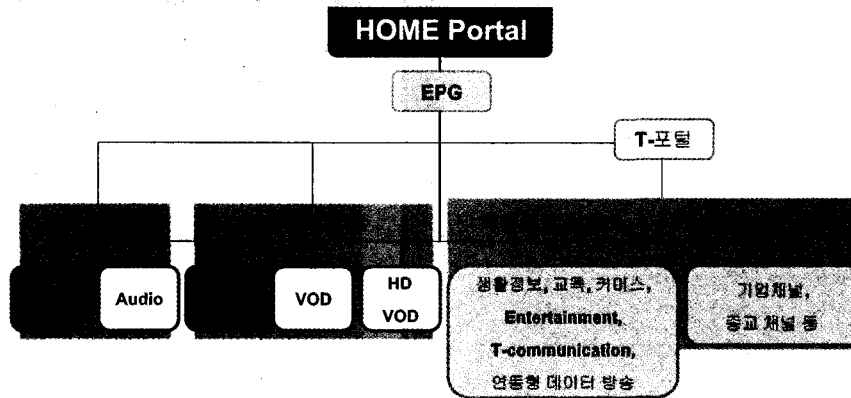 HOME Portal
EPG
T-포털
Audio
VOD
HD
VOD
생활정보, 교육, 커머스,
Entertainment,
T-communication,
연동형 데이터 방송
기업채널,
종교 채널 등